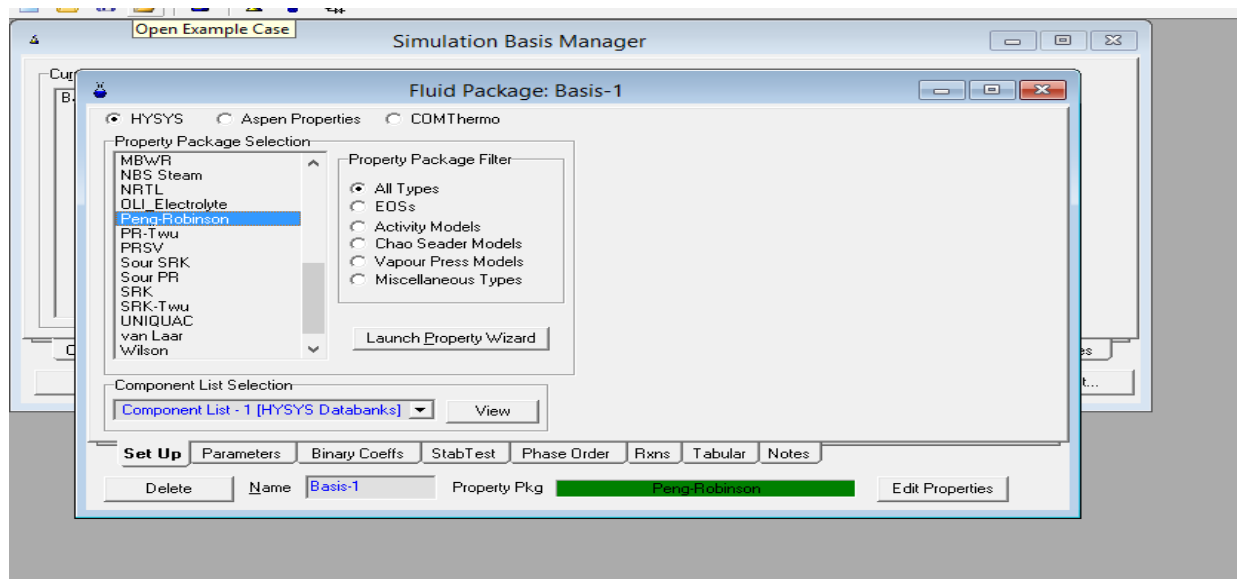 Open Example Case
Simulation Basis Manager
Cur
B
Fluid Package: Basis-1
HYSYS Aspen Properties COMThermo
Property Package Selection
MBWR
NBS Steam
NRTL
OLI_Electrolyte
Peng-Robinson
PR-Twu
PRSV
Sour SRK
Sour PR
SRK
SRK-Twu
UNIQUAC
van Laar
Wilson
Property Package Filter
All Types
EOSs
Activity Models
Chao Seader Models
Vapour Press Models
Miscellaneous Types
Launch Property Wizard
Component List Selection
Component List - 1 [HYSYS Databanks] View
Set Up Parameters Binary Coeffs StabTest Phase Order Rxns Tabular Notes
Delete Name Basis-1 Property Pkg Peng-Robinson Edit Properties
C
es
t...